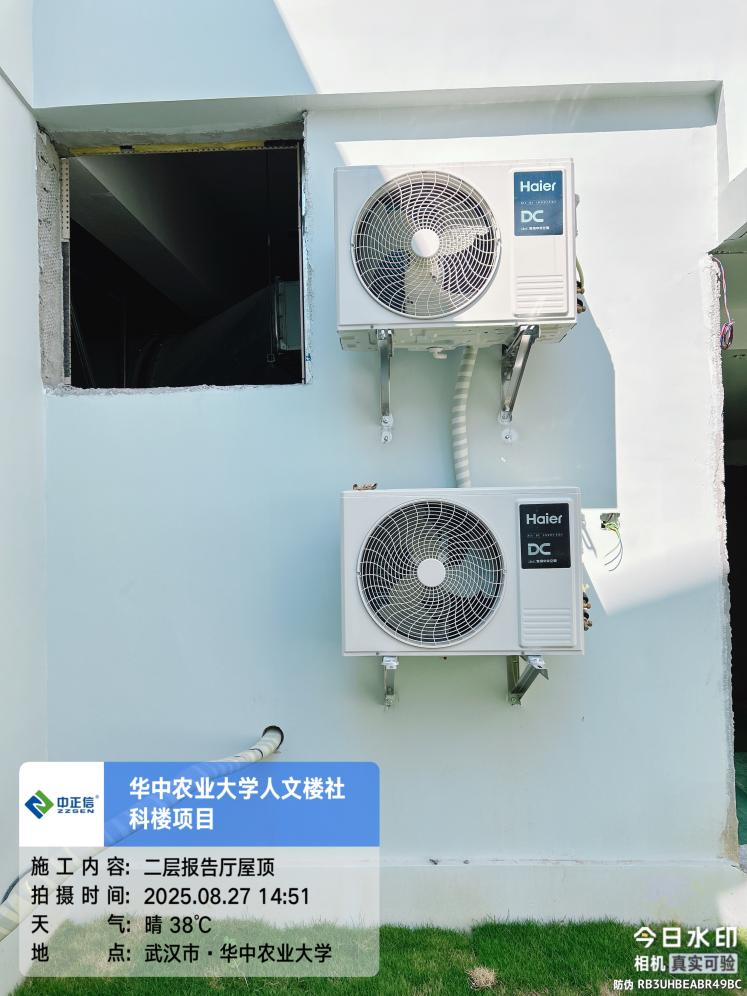 Haier
DC
Haier
DC
中正信
ZZSEN
华中农业大学人文楼社
科楼项目
施工内容: 二层报告厅屋顶
拍摄时间: 2025.08.27 14:51
天气: 晴 38℃
地点: 武汉市·华中农业大学
今日水印
相机 真实可验
防伪 RB3UHBEABR49BC